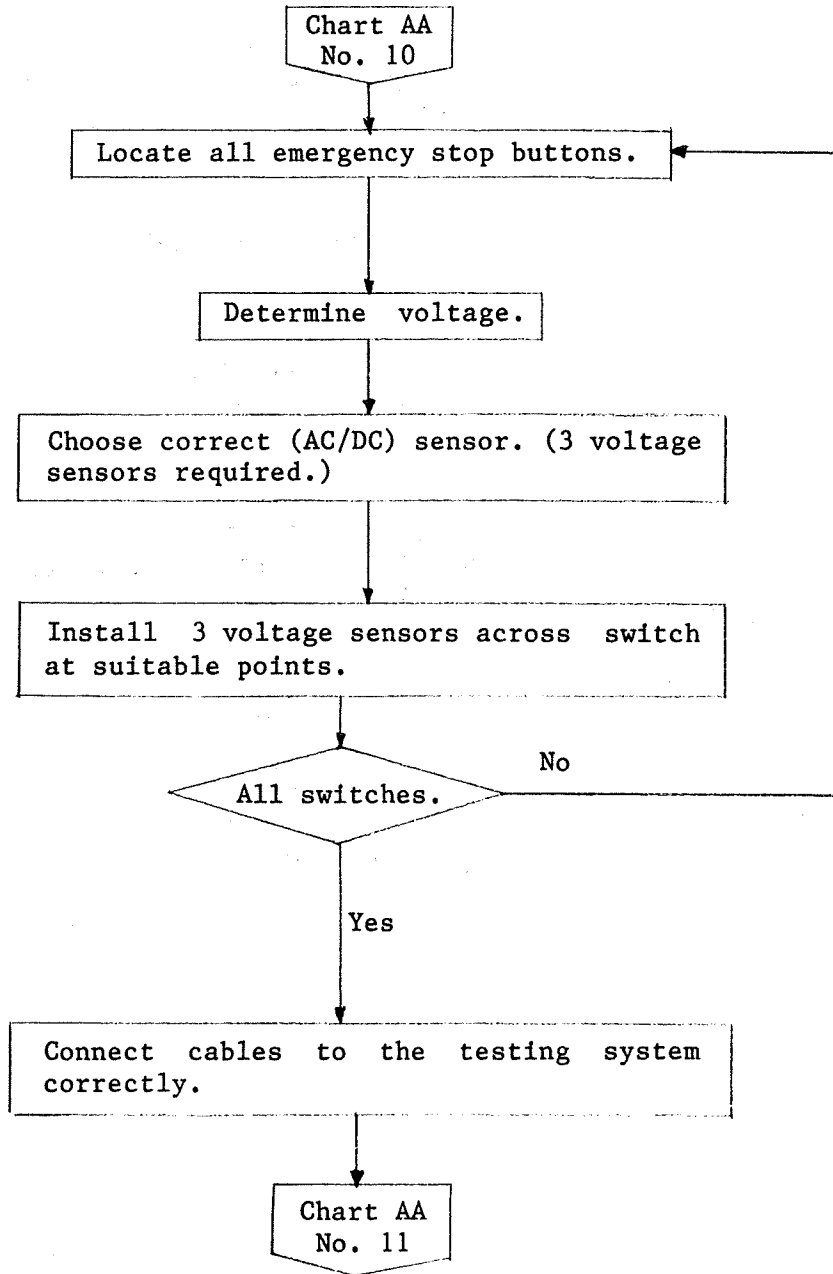 Chart AA
No. 10
Locate all emergency stop buttons.
Determine voltage.
Choose correct (AC/DC) sensor. (3 voltage
sensors required.)
Install 3 voltage sensors across switch
at suitable points.
All switches.
No
Yes
Connect cables to the testing system
correctly.
Chart AA
No. 11